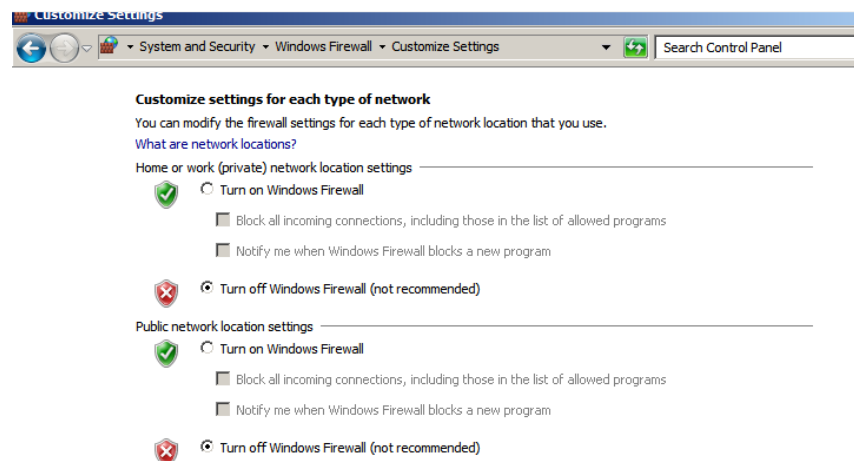 Customize Settings
System and Security Windows Firewall Customize Settings Search Control Panel
Customize settings for each type of network
You can modify the firewall settings for each type of network location that you use.
What are network locations?
Home or work (private) network location settings
Turn on Windows Firewall
Block all incoming connections, including those in the list of allowed programs
Notify me when Windows Firewall blocks a new program
Turn off Windows Firewall (not recommended)
Public network location settings
Turn on Windows Firewall
Block all incoming connections, including those in the list of allowed programs
Notify me when Windows Firewall blocks a new program
Turn off Windows Firewall (not recommended)